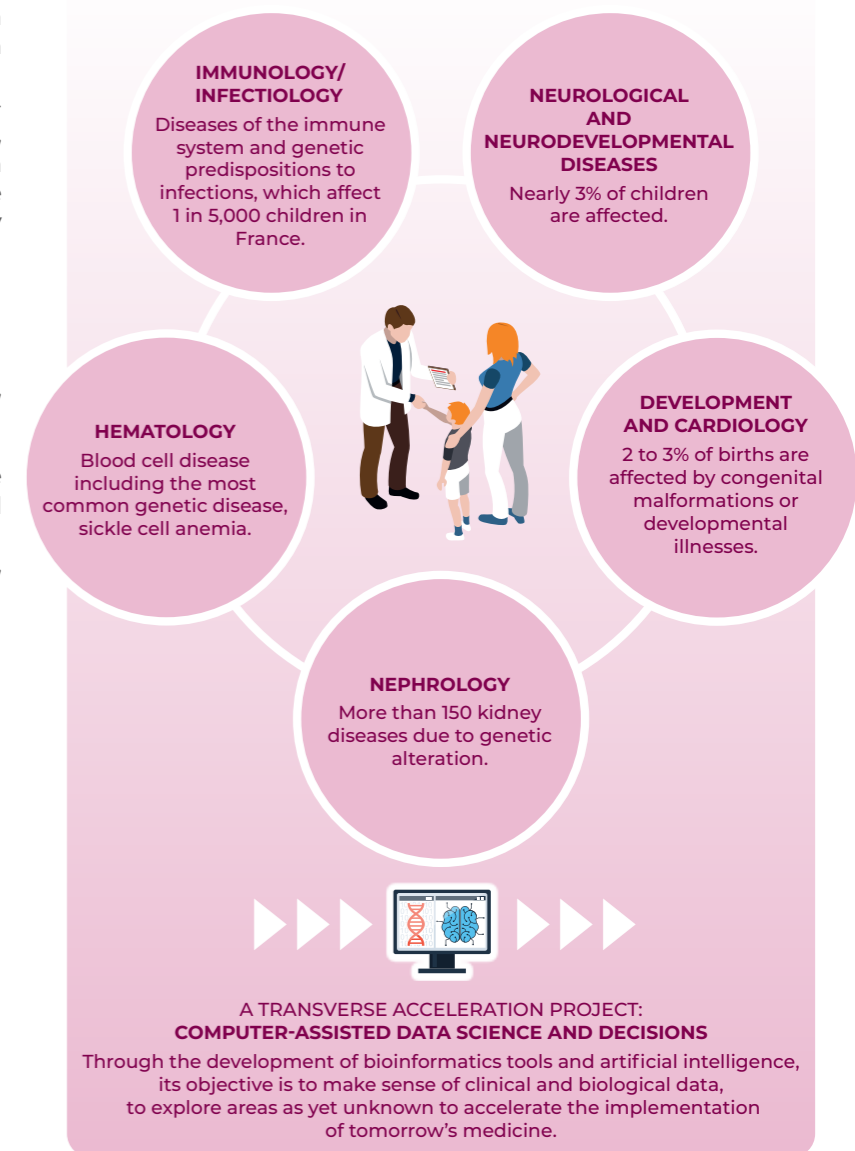 IMMUNOLOGY/
INFECTIOLOGY
Diseases of the immune
system and genetic
predispositions to
infections, which affect
1 in 5,000 children in
France.
NEUROLOGICAL
AND
NEURODEVELOPMENTAL
DISEASES
Nearly 3% of children
are affected.
HEMATOLOGY
Blood cell disease
including the most
common genetic disease,
sickle cell anemia.
DEVELOPMENT
AND CARDIOLOGY
2 to 3% of births are
affected by congenital
malformations or
developmental
illnesses.
NEPHROLOGY
More than 150 kidney
diseases due to genetic
alteration.
A TRANSVERSE ACCELERATION PROJECT:
COMPUTER-ASSISTED DATA SCIENCE AND DECISIONS
Through the development of bioinformatics tools and artificial intelligence,
its objective is to make sense of clinical and biological data,
to explore areas as yet unknown to accelerate the implementation
of tomorrow's medicine.